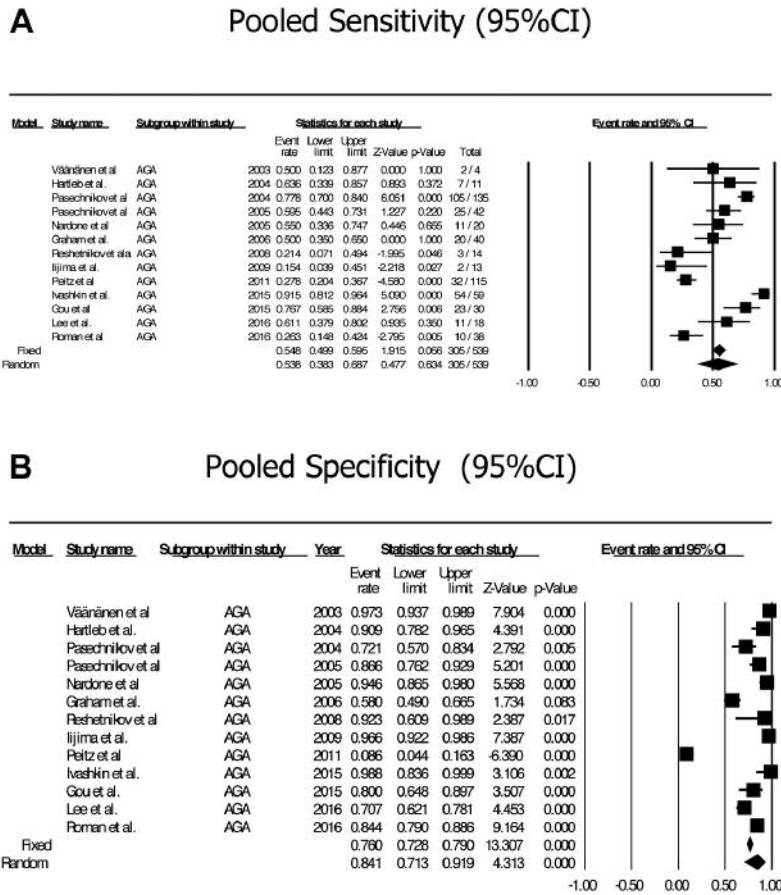 A Pooled Sensitivity (95%CI)
Model Study name Subgroup within study Statistics for each study Event rate and 95% CI
Event Lower Upper
rate limit limit Z-Value p-Value Total
Väänänen et al AGA 2003 0.500 0.123 0.877 0.000 1.000 2 / 4
Hartleb et al. AGA 2004 0.636 0.339 0.857 0.893 0.372 7 / 11
Pasechnikov et al AGA 2004 0.778 0.700 0.840 6.051 0.000 105 / 135
Pasechnikov et al AGA 2005 0.595 0.443 0.731 1.227 0.220 25 / 42
Nardone et al AGA 2005 0.550 0.336 0.747 0.446 0.655 11 / 20
Graham et al. AGA 2006 0.500 0.350 0.650 0.000 1.000 20 / 40
Reshetnikov et ala AGA 2008 0.214 0.071 0.494 -1.995 0.046 3 / 14
Iijima et al. AGA 2009 0.154 0.039 0.451 -2.218 0.027 2 / 13
Peitz et al AGA 2011 0.278 0.204 0.367 -4.580 0.000 32 / 115
Ivashkin et al. AGA 2015 0.915 0.812 0.964 5.090 0.000 54 / 59
Gou et al AGA 2015 0.767 0.585 0.884 2.756 0.006 23 / 30
Lee et al. AGA 2016 0.611 0.379 0.802 0.935 0.350 11 / 18
Roman et al AGA 2016 0.263 0.148 0.424 -2.795 0.005 10 / 38
Fixed 0.548 0.499 0.595 1.915 0.056 305 / 539
Random 0.538 0.383 0.687 0.477 0.634 305 / 539
-1.00 -0.50 0.00 0.50 1.00
B Pooled Specificity (95%CI)
Model Study name Subgroup within study Year Statistics for each study Event rate and 95% CI
Event Lower Upper
rate limit limit Z-Value p-Value
Väänänen et al AGA 2003 0.973 0.937 0.989 7.904 0.000
Hartleb et al. AGA 2004 0.909 0.782 0.965 4.391 0.000
Pasechnikov et al AGA 2004 0.721 0.570 0.834 2.792 0.005
Pasechnikov et al AGA 2005 0.866 0.762 0.929 5.201 0.000
Nardone et al AGA 2005 0.946 0.865 0.980 5.568 0.000
Graham et al. AGA 2006 0.580 0.490 0.665 1.734 0.083
Reshetnikov et al AGA 2008 0.923 0.609 0.989 2.387 0.017
Iijima et al. AGA 2009 0.966 0.922 0.986 7.387 0.000
Peitz et al AGA 2011 0.086 0.044 0.163 -6.390 0.000
Ivashkin et al. AGA 2015 0.988 0.836 0.999 3.106 0.002
Gou et al. AGA 2015 0.800 0.648 0.897 3.507 0.000
Lee et al. AGA 2016 0.707 0.621 0.781 4.453 0.000
Roman et al. AGA 2016 0.844 0.790 0.886 9.164 0.000
Fixed 0.760 0.728 0.790 13.307 0.000
Random 0.841 0.713 0.919 4.313 0.000
-1.00 -0.50 0.00 0.50 1.00